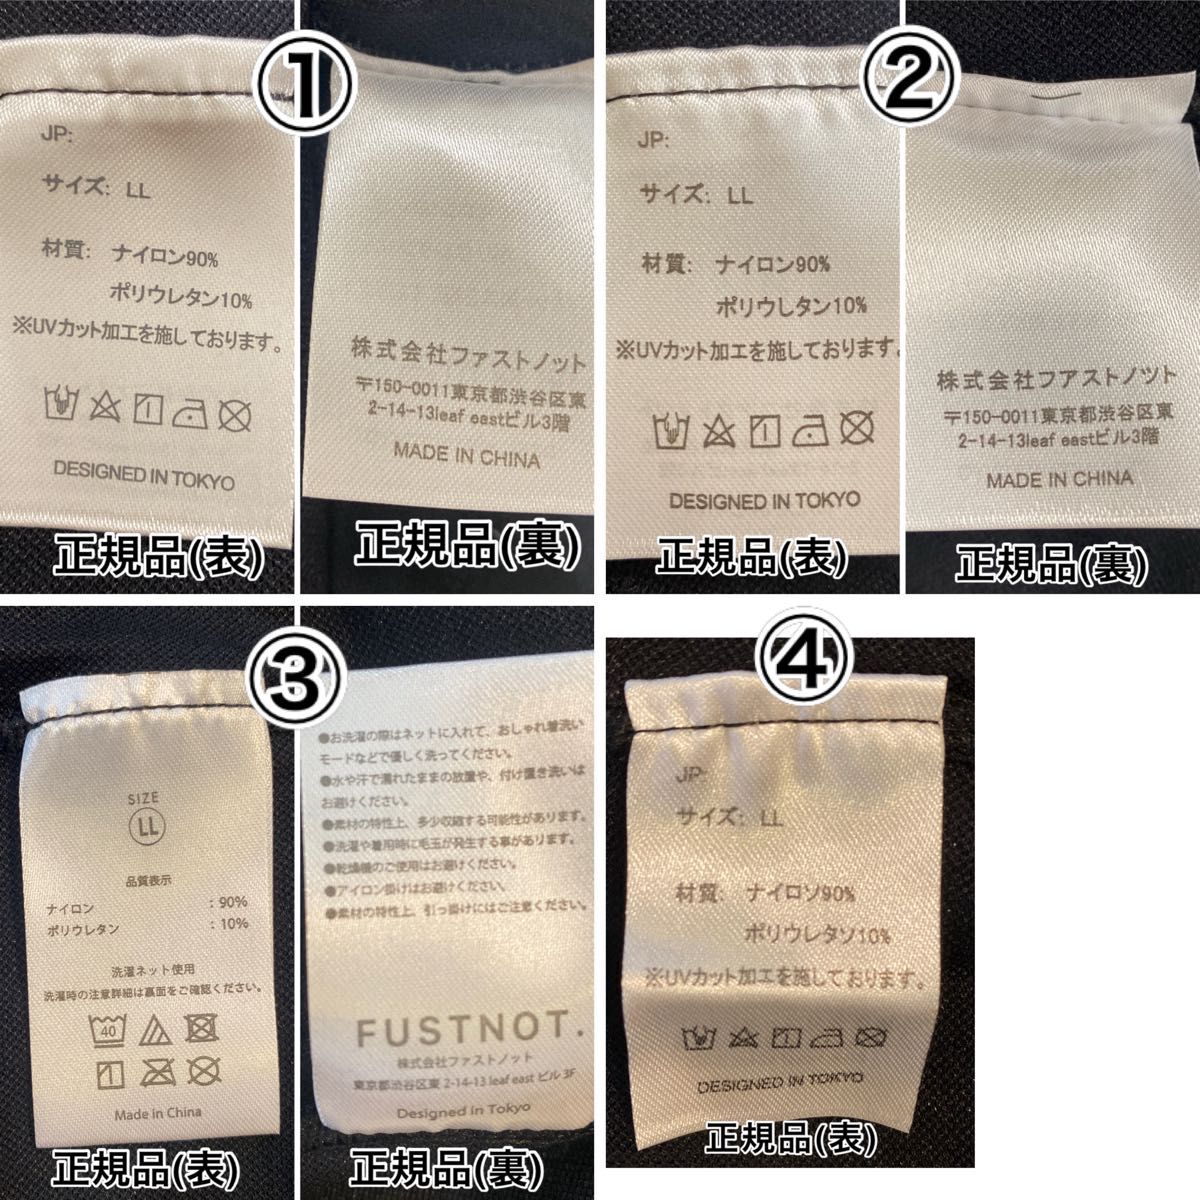 ①
JP:
サイズ: LL
材質: ナイロン90%
ポリウレタン10%
※UVカット加工を施しております。
DESIGNED IN TOKYO
正規品(表)
株式会社ファストノット
〒150-0011東京都渋谷区東
2-14-13leaf eastビル3階
MADE IN CHINA
正規品(裏)
②
JP:
サイズ: LL
材質: ナイロン90%
ポリウレタン10%
※UVカット加工を施しております。
DESIGNED IN TOKYO
正規品(表)
株式会社フアストノツト
〒150-0011東京都渋谷区東
2-14-13leaf eastビル3階
MADE IN CHINA
正規品(裏)
③
SIZE
LL
品質表示
ナイロン : 90%
ポリウレタン : 10%
洗濯ネット使用
洗濯時の注意詳細は裏面をご確認ください。
40
Made in China
正規品(表)
●お洗濯の際はネットに入れて、おしゃれ着洗い
モードなどで優しく洗ってください。
●水や汗で濡れたままの放置や、付け置き洗いは
お避けください。
●素材の特性上、多少収縮する可能性があります。
●洗濯や着用時に毛玉が発生する事があります。
●乾燥機のご使用はお避けください。
●アイロン掛けはお避けください。
●素材の特性上、引っ掛けにはご注意ください。
FUSTNOT.
株式会社ファストノット
東京都渋谷区東 2-14-13 leaf east ビル 3F
Designed in Tokyo
正規品(裏)
④
JP:
サイズ: LL
材質: ナイロソ90%
ポリウレタソ10%
※UVカット加工を施しております。
DESIGNED IN TOKYO
正規品(表)